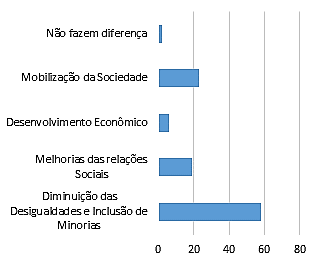 Não fazem diferença
Mobilização da Sociedade
Desenvolvimento Econômico
Melhorias das relações
Sociais
Diminuição das
Desigualdades e Inclusão de
Minorias
0 20 40 60 80